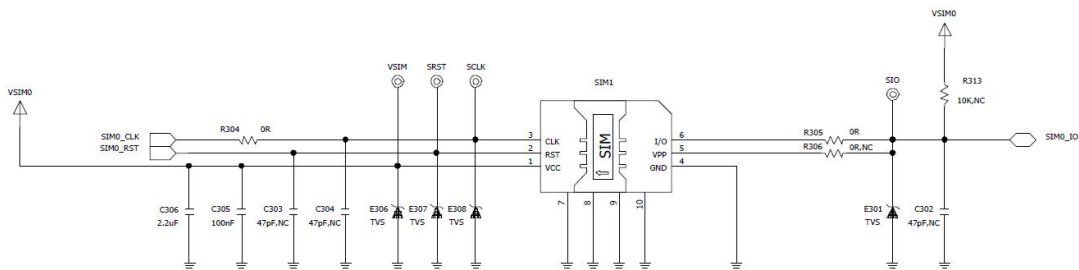 VSIM0
VSIM
SRST
SCLK
SIM1
SIO
R313
10K,NC
VSIM0
SIM0_CLK
R304
0R
3
CLK
I/O
6
R305
0R
SIM0_IO
SIM0_RST
2
RST
SIM
VPP
5
R306
0R,NC
1
VCC
GND
4
7
8
9
10
C306
2.2uF
C305
100nF
C303
47pF,NC
C304
47pF,NC
E306
TVS
E307
TVS
E308
TVS
E301
TVS
C302
47pF,NC